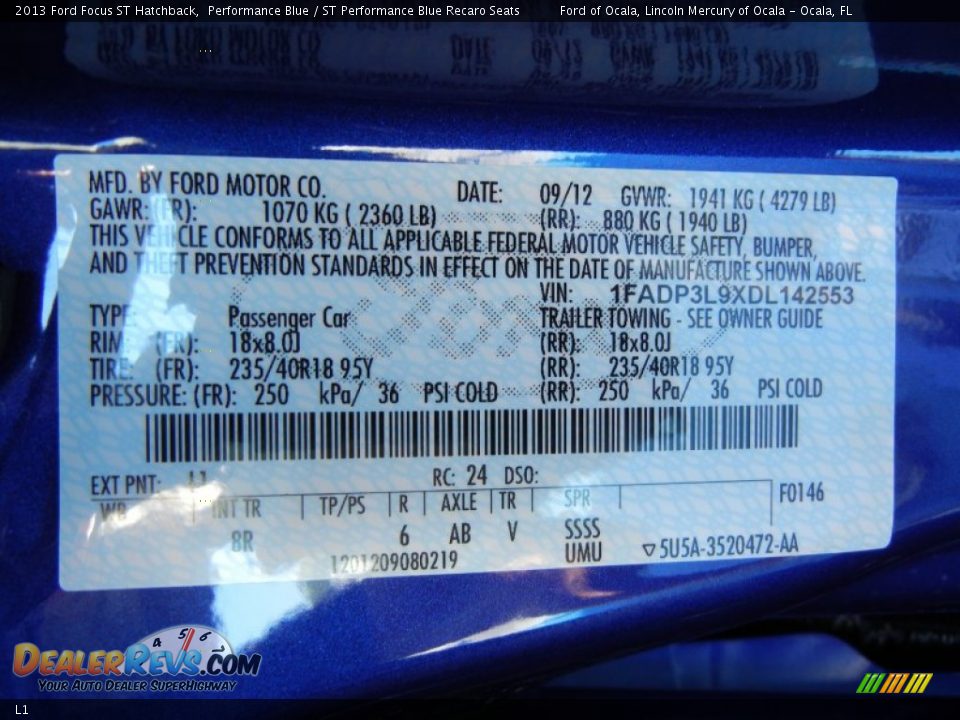 2013 Ford Focus ST Hatchback,  Performance Blue / ST Performance Blue Recaro Seats Ford of Ocala, Lincoln Mercury of Ocala - Ocala, FL
MFD. BY FORD MOTOR CO. DATE: 09/12 GVWR: 1941 KG ( 4279 LB)
GAWR: (FR): 1070 KG ( 2360 LB) (RR): 880 KG ( 1940 LB)
THIS VEHICLE CONFORMS TO ALL APPLICABLE FEDERAL MOTOR VEHICLE SAFETY, BUMPER,
AND THEFT PREVENTION STANDARDS IN EFFECT ON THE DATE OF MANUFACTURE SHOWN ABOVE.
VIN: 1FADP3L9XDL142553
TYPE Passenger Car TRAILER TOWING - SEE OWNER GUIDE
RIM: (FR): 18x8.0J (RR): 18x8.0J
TIRE: (FR): 235/40R18 95Y (RR): 235/40R18 95Y
PRESSURE: (FR): 250 kPa/ 36 PSI COLD (RR): 250 kPa/ 36 PSI COLD
EXT PNT: L1 RC: 24 DSO:
WB INT TR TP/PS R AXLE TR SPR F0146
8R 6 AB V SSSS
1201209080219 UMU ▽5U5A-3520472-AA
4 5 6
DEALERREVS.COM
YOUR AUTO DEALER SUPERHIGHWAY
L1